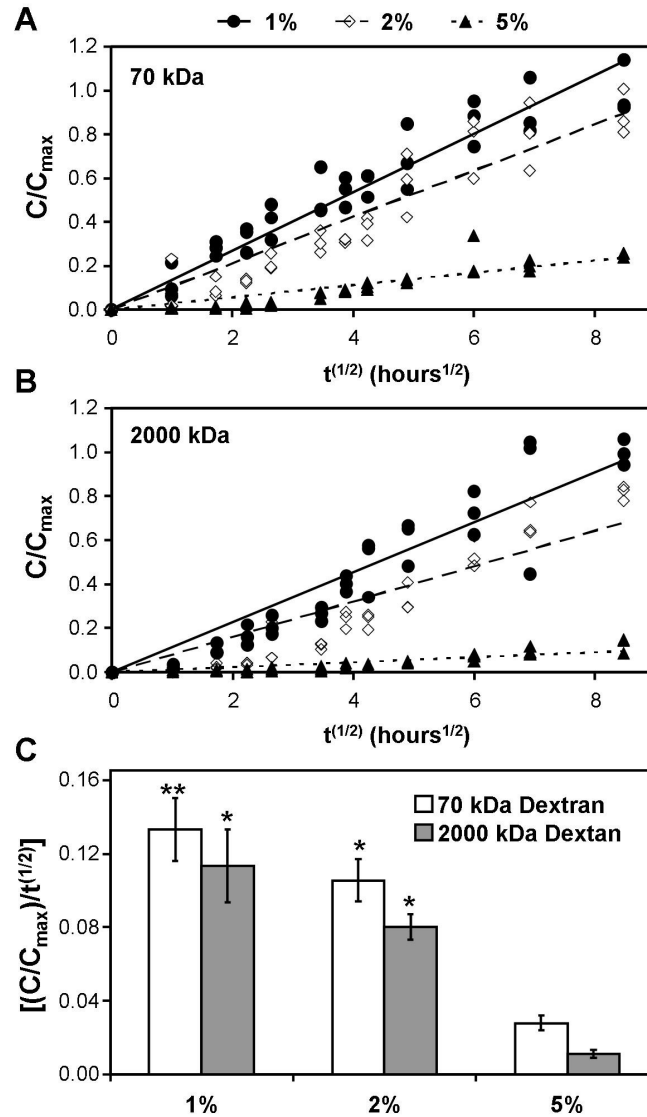 A
1% 2% 5%
1.2
70 kDa
1.0
0.8
0.6
0.4
0.2
0.0
C/Cmax
0 2 4 6 8
t(1/2) (hours1/2)
B
1.2
2000 kDa
1.0
0.8
0.6
0.4
0.2
0.0
C/Cmax
0 2 4 6 8
t(1/2) (hours1/2)
C
0.16
0.12
0.08
0.04
0.00
[(C/Cmax)/t(1/2)]
** * * *
70 kDa Dextran
2000 kDa Dextan
1% 2% 5%